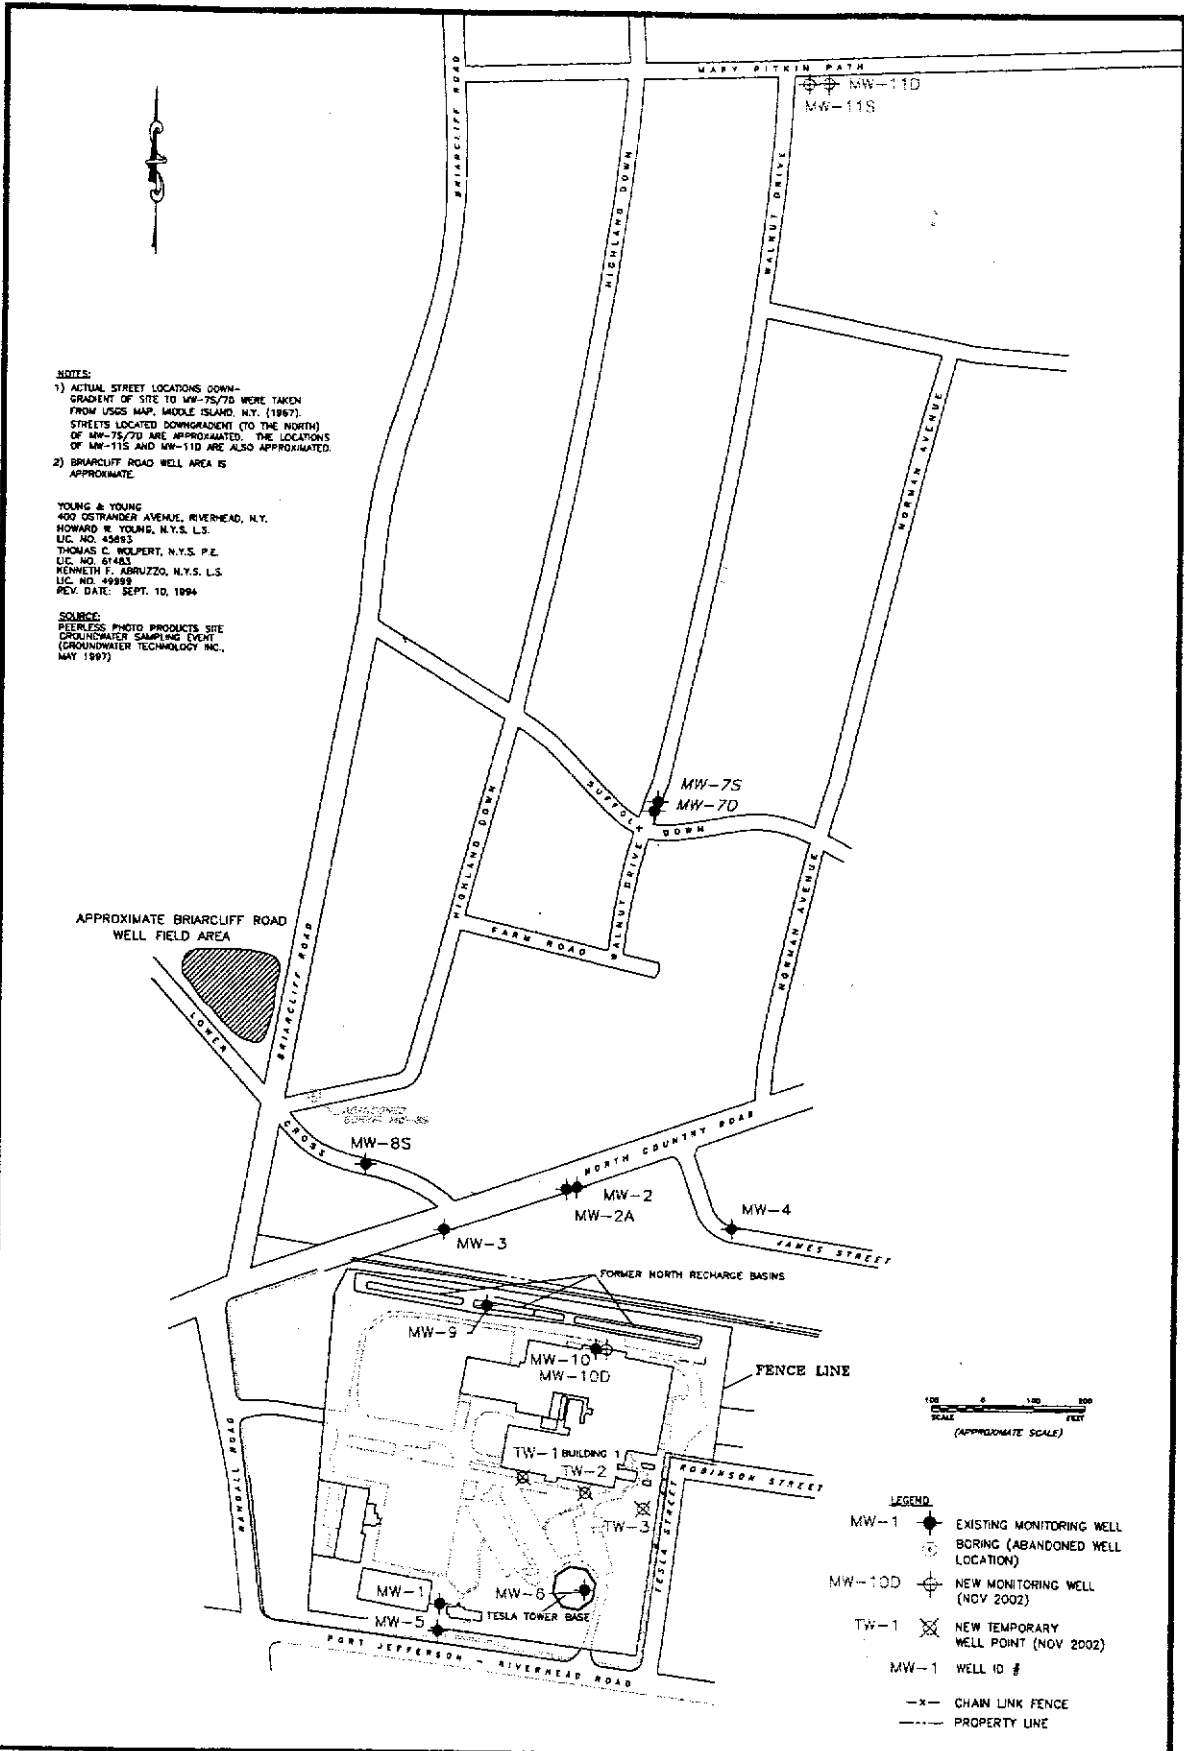 MARY PITKIN PATH
MW-11D
MW-11S
BRIARCLIFF ROAD
HIGHLAND DOWN
WALNUT DRIVE
NOTES:
1) ACTUAL STREET LOCATIONS DOWN-
GRADIENT OF SITE TO MW-7S/7D WERE TAKEN
FROM USGS MAP, MIDDLE ISLAND, N.Y. (1967).
STREETS LOCATED DOWNGRADIENT (TO THE NORTH)
OF MW-7S/7D ARE APPROXIMATED. THE LOCATIONS
OF MW-11S AND MW-11D ARE ALSO APPROXIMATED.
2) BRIARCLIFF ROAD WELL AREA IS
APPROXIMATE.
NORMAN AVENUE
YOUNG & YOUNG
400 OSTRANDER AVENUE, RIVERHEAD, N.Y.
HOWARD W. YOUNG, N.Y.S. L.S.
LIC. NO. 45893
THOMAS C. WOLPERT, N.Y.S. P.E.
LIC. NO. 61483
KENNETH F. ABRUZZO, N.Y.S. L.S.
LIC. NO. 49999
REV. DATE: SEPT. 10, 1994
SOURCE:
PEERLESS PHOTO PRODUCTS SITE
GROUNDWATER SAMPLING EVENT
(GROUNDWATER TECHNOLOGY INC.,
MAY 1997)
MW-7S
MW-7D
SUFFOLK DOWN
HIGHLAND DOWN
WALNUT DRIVE
NORMAN AVENUE
FARM ROAD
APPROXIMATE BRIARCLIFF ROAD
WELL FIELD AREA
BRIARCLIFF ROAD
LOWER
CROSS
ABANDONED
MW-8S
NORTH COUNTRY ROAD
MW-2
MW-2A
MW-4
MW-3
JAMES STREET
FORMER NORTH RECHARGE BASINS
MW-9
MW-10
MW-10D
FENCE LINE
100 0 100 200
SCALE FEET
(APPROXIMATE SCALE)
RANDALL ROAD
TW-1 BUILDING 1
TW-2
TW-3
ROBINSON STREET
TESLA STREET
MW-1
MW-6
TESLA TOWER BASE
MW-5
PORT JEFFERSON - RIVERHEAD ROAD
LEGEND
MW-1 EXISTING MONITORING WELL
BORING (ABANDONED WELL
LOCATION)
MW-10D NEW MONITORING WELL
(NOV 2002)
TW-1 NEW TEMPORARY
WELL POINT (NOV 2002)
MW-1 WELL ID #
-x- CHAIN LINK FENCE
PROPERTY LINE